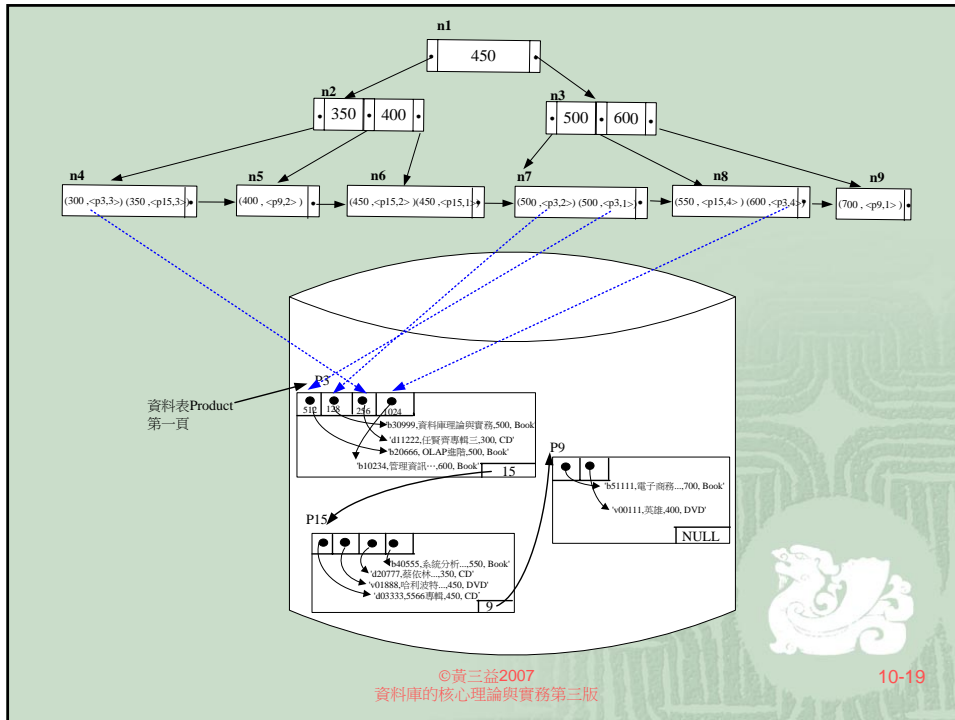 n1
450
n2
350 400
n3
500 600
n4
(300 ,<p3,3>) (350 ,<p15,3>)
n5
(400 ,<p9,2> )
n6
(450 ,<p15,2> )(450 ,<p15,1>)
n7
(500 ,<p3,2>) (500 ,<p3,1>)
n8
(550 ,<p15,4>) (600 ,<p3,4>)
n9
(700 ,<p9,1> )
資料表Product
第一頁
P3
512 128 256 1024
'b30999,資料庫理論與實務,500, Book'
'd11222,任賢齊專輯三,300, CD'
'b20666, OLAP進階,500, Book'
'b10234,管理資訊…,600, Book'
15
P9
'b51111,電子商務...,700, Book'
'v00111,英雄,400, DVD'
NULL
P15
'b40555,系統分析...,550, Book'
'd20777,蔡依林...,350, CD'
'v01888,哈利波特...,450, DVD'
'd03333,5566專輯,450, CD'
9
©黃三益2007
資料庫的核心理論與實務第三版
10-19